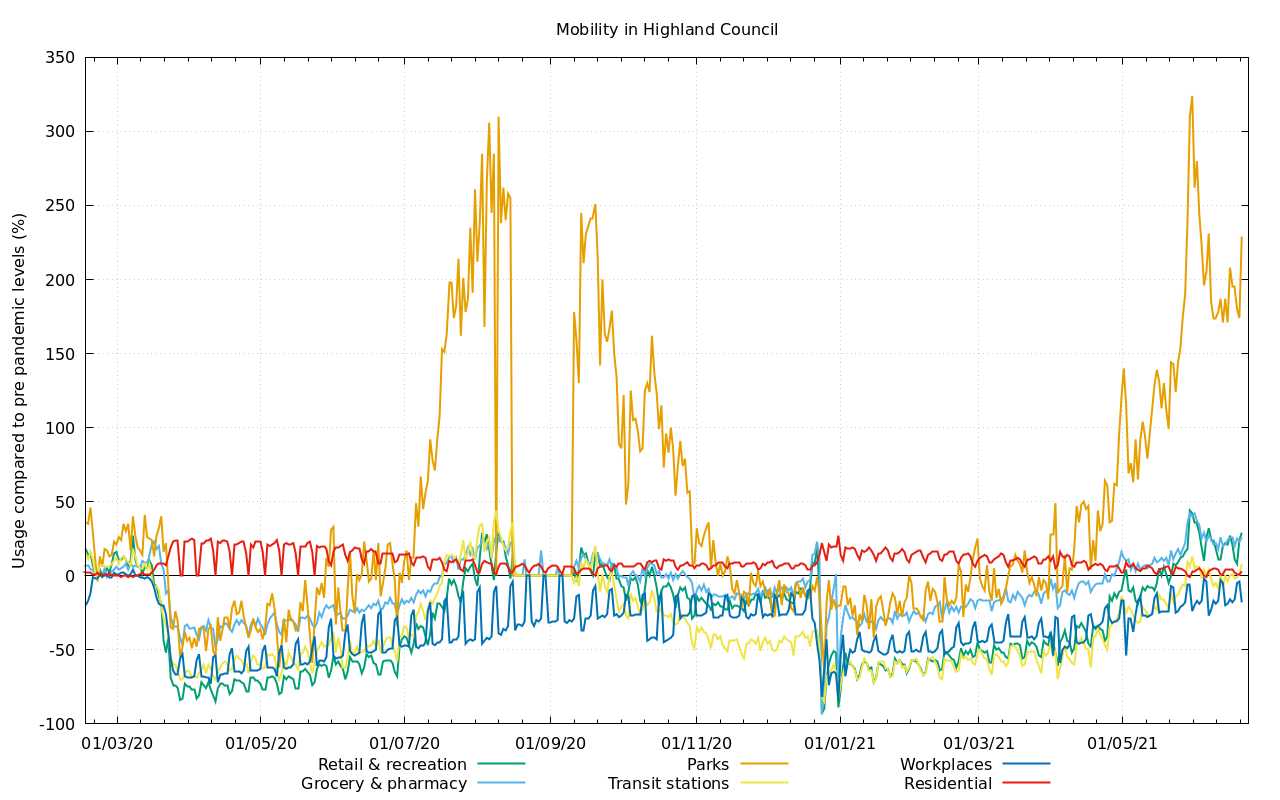 Mobility in Highland Council
Usage compared to pre pandemic levels (%)
350
300
250
200
150
100
50
0
-50
-100
01/03/20 01/05/20 01/07/20 01/09/20 01/11/20 01/01/21 01/03/21 01/05/21
Retail & recreation Parks Workplaces
Grocery & pharmacy Transit stations Residential